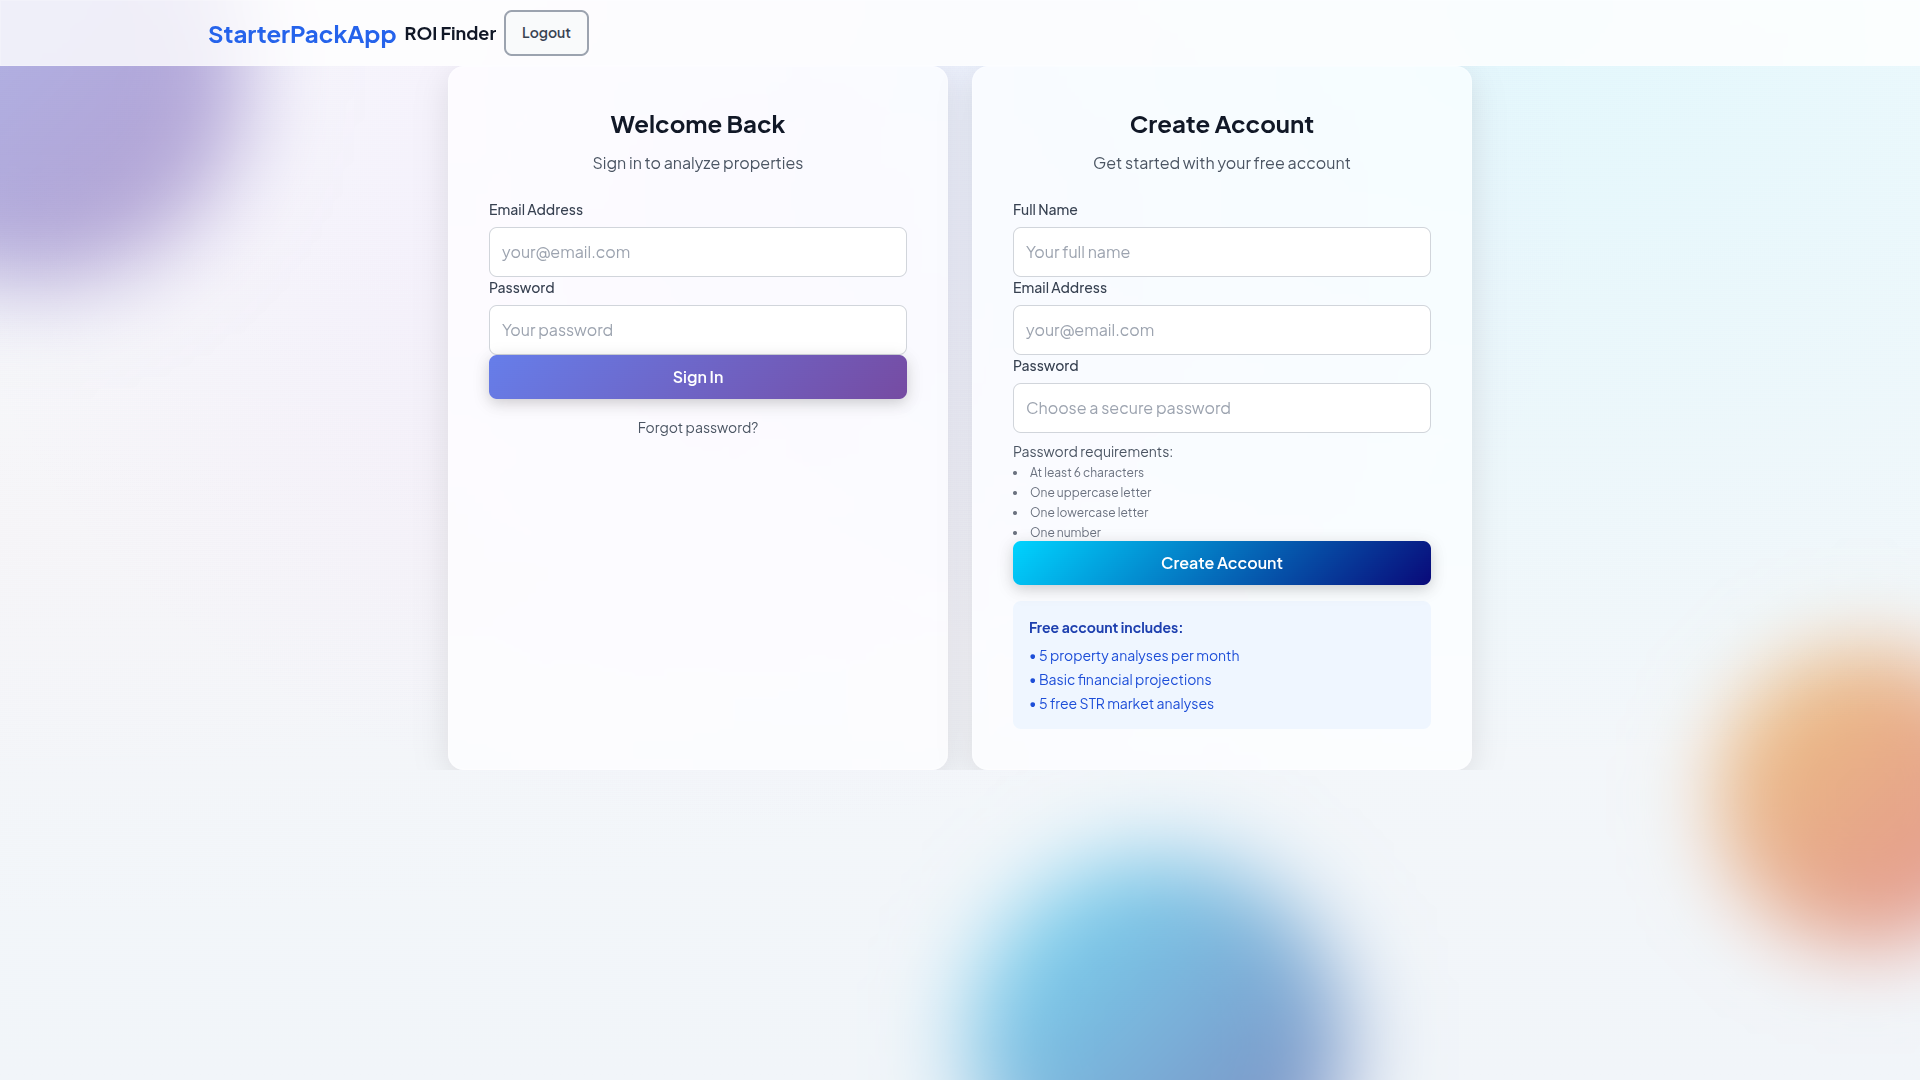 StarterPackApp ROI Finder Logout
Welcome Back
Sign in to analyze properties
Email Address
your@email.com
Password
Your password
Sign In
Forgot password?
Create Account
Get started with your free account
Full Name
Your full name
Email Address
your@email.com
Password
Choose a secure password
Password requirements:
• At least 6 characters
• One uppercase letter
• One lowercase letter
• One number
Create Account
Free account includes:
• 5 property analyses per month
• Basic financial projections
• 5 free STR market analyses